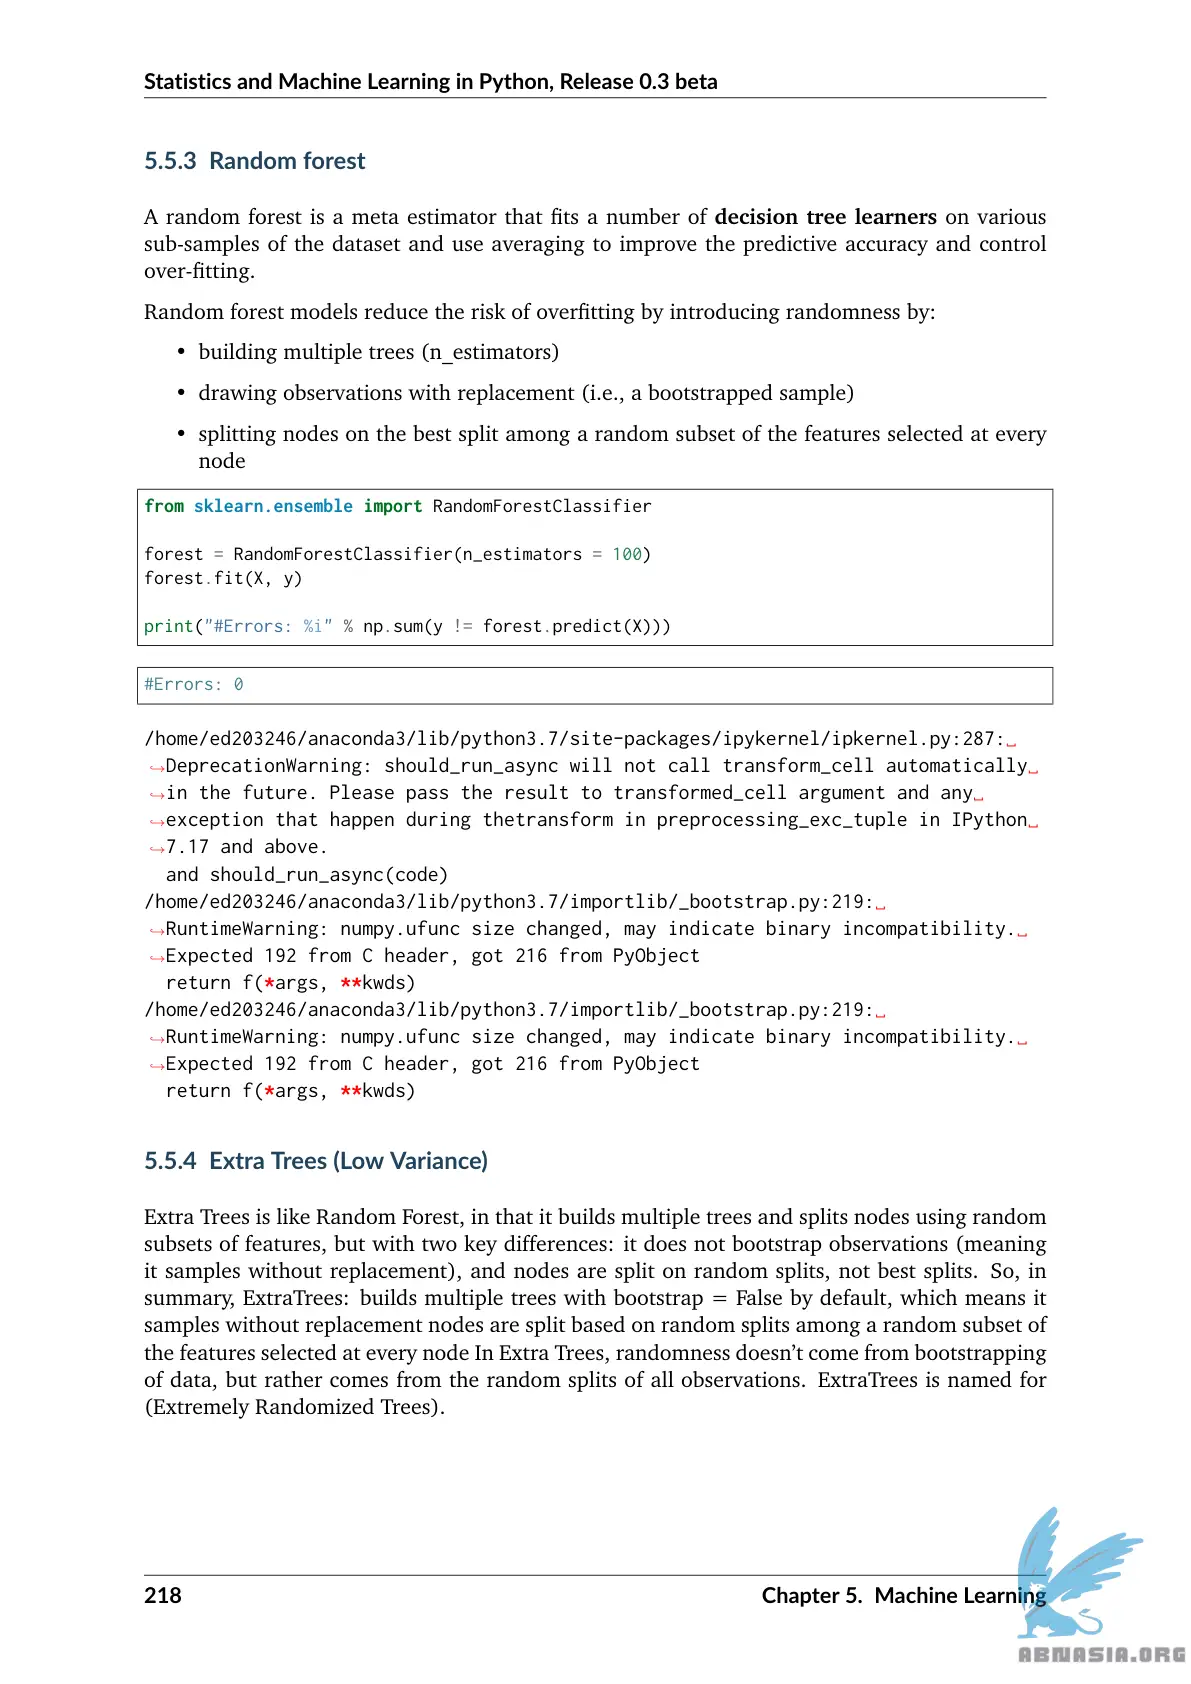 Statistics and Machine Learning in Python, Release 0.3 beta
5.5.3 Random forest
A random forest is a meta estimator that fits a number of decision tree learners on various
sub-samples of the dataset and use averaging to improve the predictive accuracy and control
over-fitting.
Random forest models reduce the risk of overfitting by introducing randomness by:
• building multiple trees (n_estimators)
• drawing observations with replacement (i.e., a bootstrapped sample)
• splitting nodes on the best split among a random subset of the features selected at every
node
from sklearn.ensemble import RandomForestClassifier
forest = RandomForestClassifier(n_estimators = 100)
forest.fit(X, y)
print("#Errors: %i" % np.sum(y != forest.predict(X)))
#Errors: 0
/home/ed203246/anaconda3/lib/python3.7/site-packages/ipykernel/ipkernel.py:287:␣
↪DeprecationWarning: should_run_async will not call transform_cell automatically␣
↪in the future. Please pass the result to transformed_cell argument and any␣
↪exception that happen during thetransform in preprocessing_exc_tuple in IPython␣
↪7.17 and above.
and should_run_async(code)
/home/ed203246/anaconda3/lib/python3.7/importlib/_bootstrap.py:219:␣
↪RuntimeWarning: numpy.ufunc size changed, may indicate binary incompatibility.␣
↪Expected 192 from C header, got 216 from PyObject
return f(*args, **kwds)
/home/ed203246/anaconda3/lib/python3.7/importlib/_bootstrap.py:219:␣
↪RuntimeWarning: numpy.ufunc size changed, may indicate binary incompatibility.␣
↪Expected 192 from C header, got 216 from PyObject
return f(*args, **kwds)
5.5.4 Extra Trees (Low Variance)
Extra Trees is like Random Forest, in that it builds multiple trees and splits nodes using random
subsets of features, but with two key differences: it does not bootstrap observations (meaning
it samples without replacement), and nodes are split on random splits, not best splits. So, in
summary, ExtraTrees: builds multiple trees with bootstrap = False by default, which means it
samples without replacement nodes are split based on random splits among a random subset of
the features selected at every node In Extra Trees, randomness doesn't come from bootstrapping
of data, but rather comes from the random splits of all observations. ExtraTrees is named for
(Extremely Randomized Trees).
218
Chapter 5. Machine Learning
ABNASIA.ORG